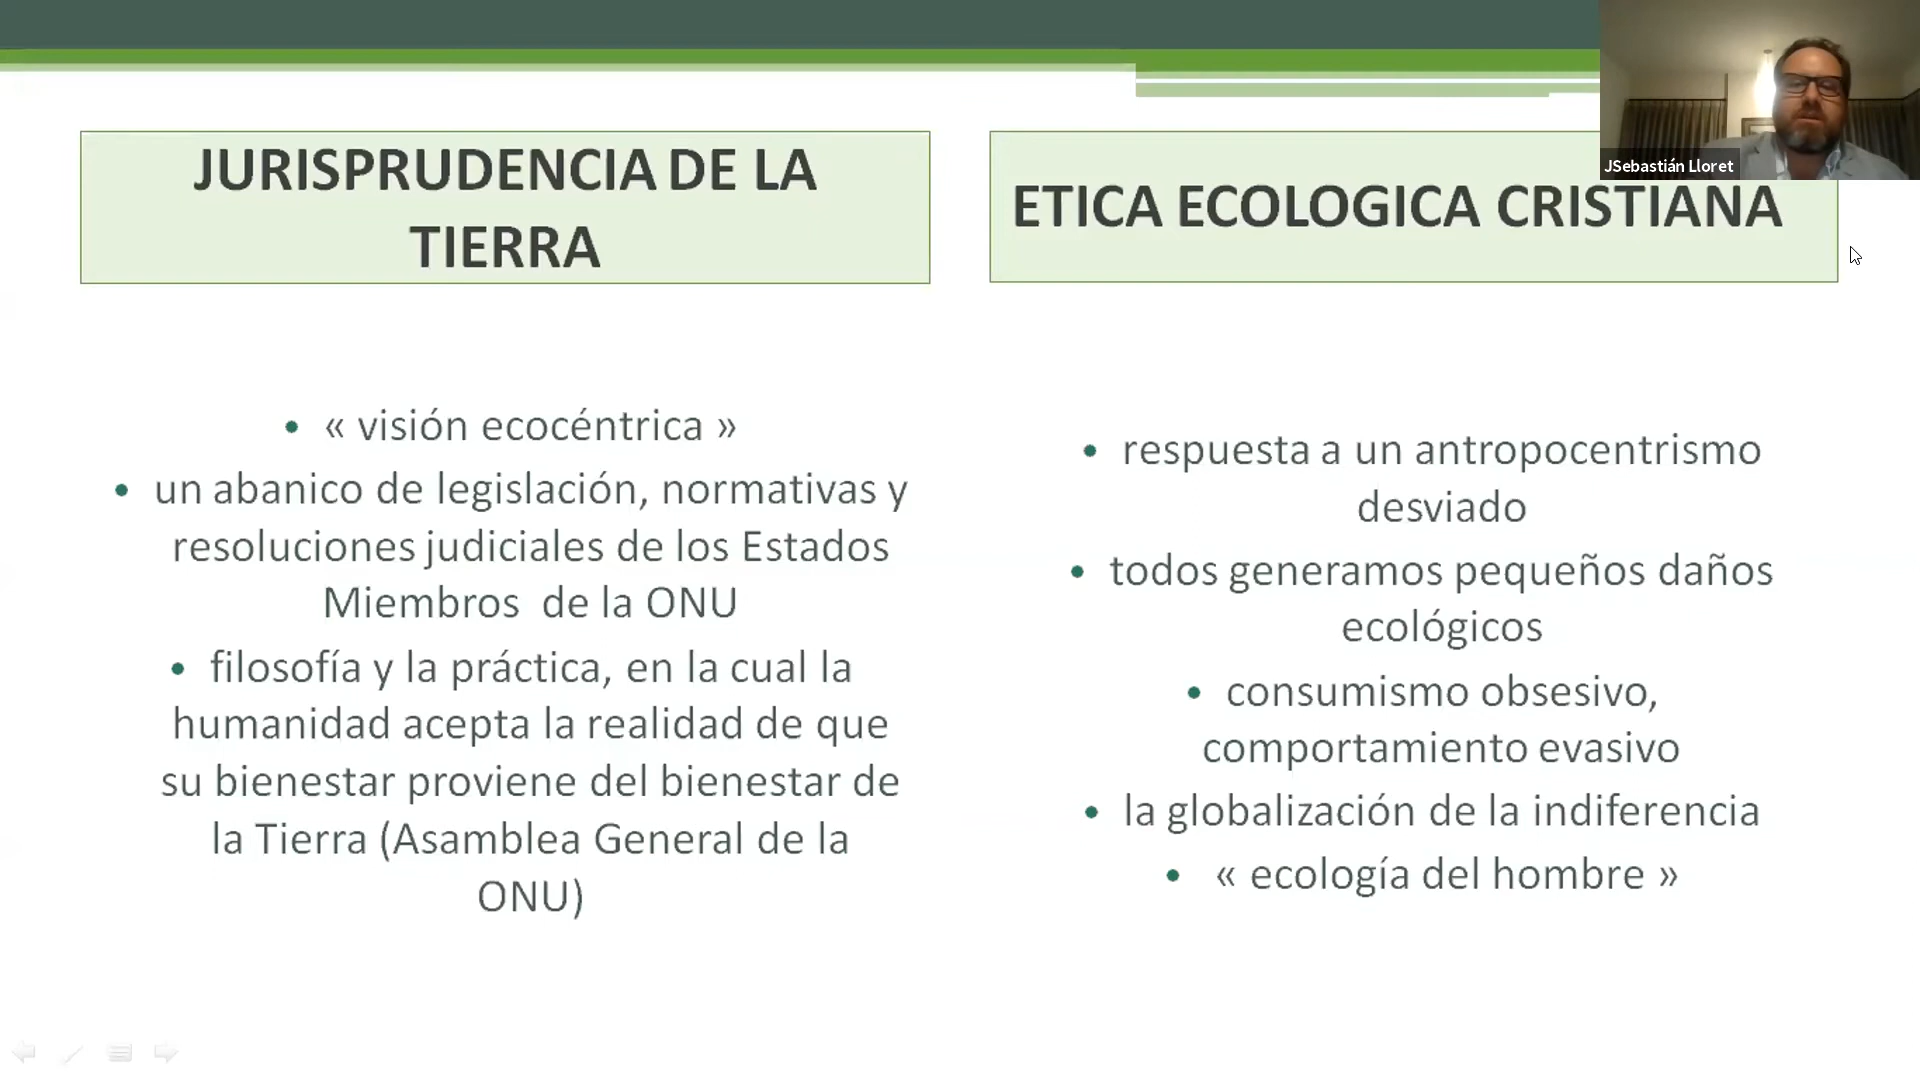 JSebastián Lloret
JURISPRUDENCIA DE LA
TIERRA
• « visión ecocéntrica »
• un abanico de legislación, normativas y
resoluciones judiciales de los Estados
Miembros de la ONU
• filosofía y la práctica, en la cual la
humanidad acepta la realidad de que
su bienestar proviene del bienestar de
la Tierra (Asamblea General de la
ONU)
ETICA ECOLOGICA CRISTIANA
• respuesta a un antropocentrismo
desviado
• todos generamos pequeños daños
ecológicos
• consumismo obsesivo,
comportamiento evasivo
• la globalización de la indiferencia
• « ecología del hombre »